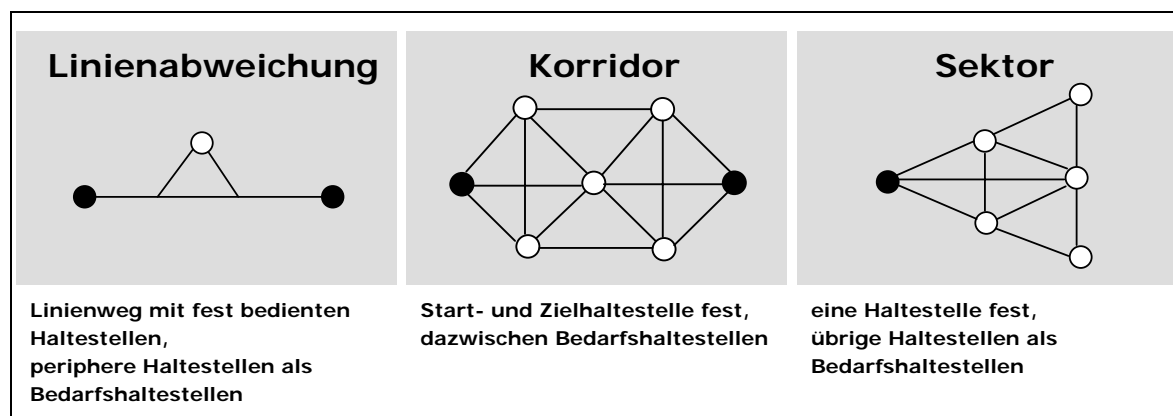 Linienabweichung
Linienweg mit fest bedienten
Haltestellen,
periphere Haltestellen als
Bedarfshaltestellen
Korridor
Start- und Zielhaltestelle fest,
dazwischen Bedarfshaltestellen
Sektor
eine Haltestelle fest,
übrige Haltestellen als
Bedarfshaltestellen